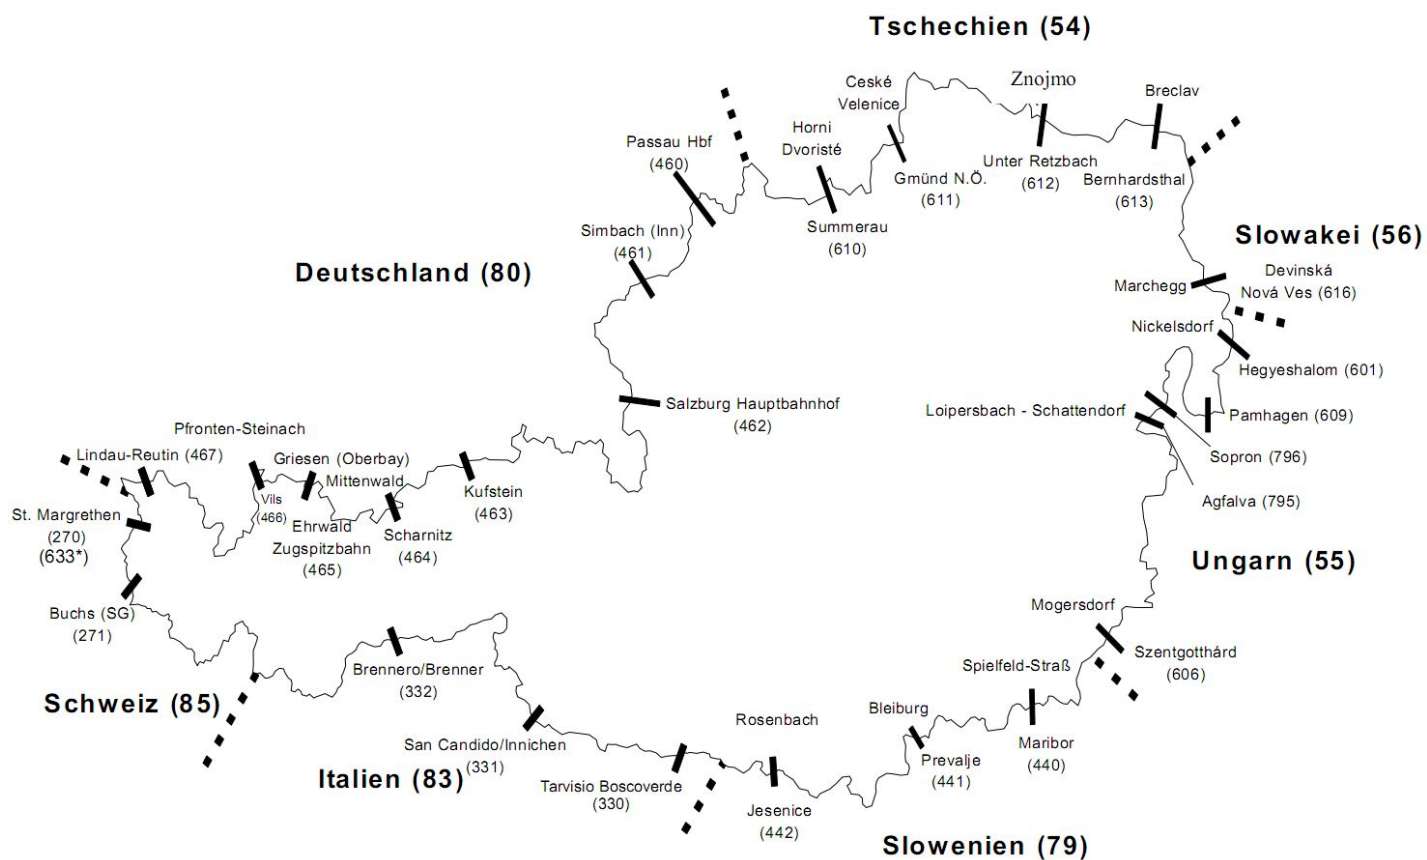 Tschechien (54)
Ceské
Velenice
Znojmo
Breclav
Horni
Dvoristé
Passau Hbf
(460)
Unter Retzbach
(612)
Gmünd N.Ö.
(611)
Bernhardsthal
(613)
Summerau
(610)
Simbach (Inn)
(461)
Slowakei (56)
Deutschland (80)
Devinská
Nová Ves (616)
Marchegg
Nickelsdorf
Hegyeshalom (601)
Salzburg Hauptbahnhof
(462)
Loipersbach - Schattendorf
Pamhagen (609)
Sopron (796)
Agfalva (795)
Pfronten-Steinach
Lindau-Reutin (467)
Griesen (Oberbay)
Mittenwald
Vils
(466)
Kufstein
(463)
St. Margrethen
(270)
(633*)
Ehrwald
Zugspitzbahn
(465)
Scharnitz
(464)
Ungarn (55)
Buchs (SG)
(271)
Mogersdorf
Szentgotthárd
(606)
Brennero/Brenner
(332)
Spielfeld-Straß
Schweiz (85)
Bleiburg
Rosenbach
San Candido/Innichen
(331)
Maribor
(440)
Prevalje
(441)
Italien (83)
Tarvisio Boscoverde
(330)
Jesenice
(442)
Slowenien (79)